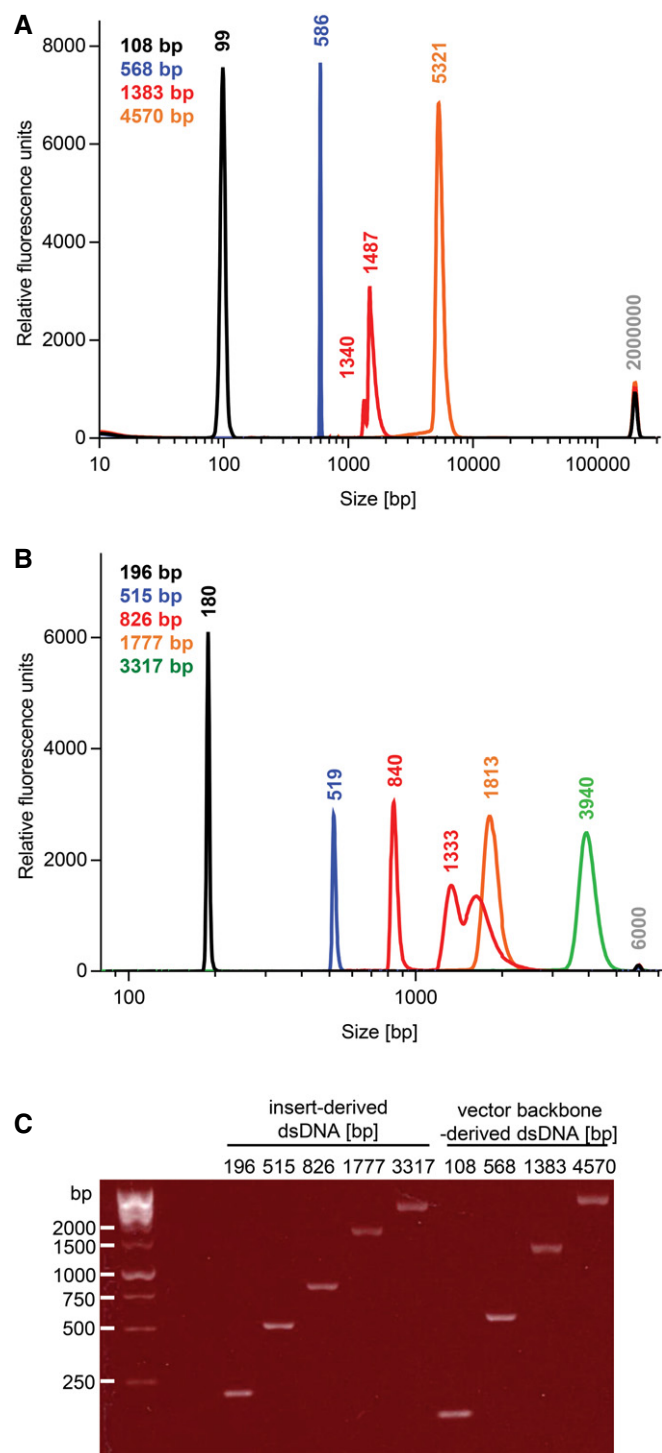 A
8000
6000
4000
2000
0
Relative fluorescence units
108 bp
568 bp
1383 bp
4570 bp
99
586
1340
1487
5321
2000000
10
100
1000
10000
100000
Size [bp]
B
6000
4000
2000
0
Relative fluorescence units
196 bp
515 bp
826 bp
1777 bp
3317 bp
180
519
840
1333
1813
3940
6000
100
1000
Size [bp]
C
insert-derived
dsDNA [bp]
vector backbone
-derived dsDNA [bp]
196 515 826 1777 3317 108 568 1383 4570
bp
2000
1500
1000
750
500
250